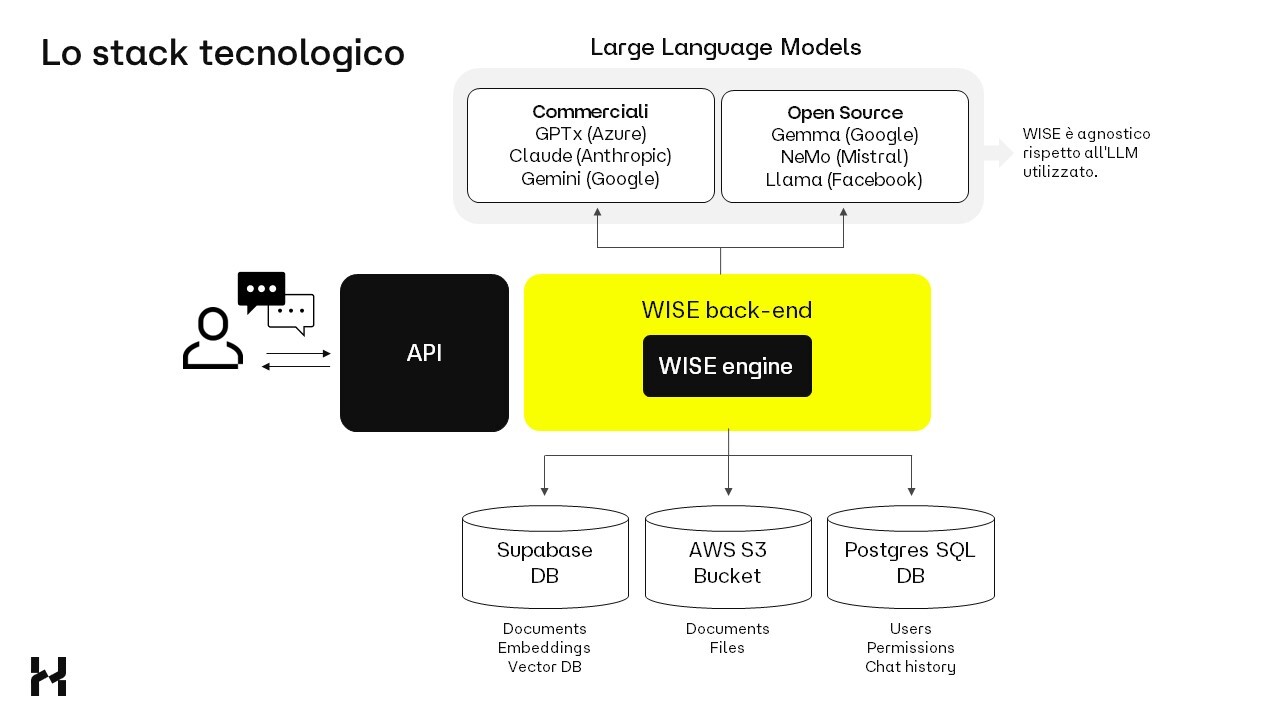 Lo stack tecnologico
Large Language Models
Commerciali
GPTx (Azure)
Claude (Anthropic)
Gemini (Google)
Open Source
Gemma (Google)
NeMo (Mistral)
Llama (Facebook)
WISE è agnostico
rispetto all'LLM
utilizzato.
API
WISE back-end
WISE engine
Supabase
DB
AWS S3
Bucket
Postgres SQL
DB
Documents
Embeddings
Vector DB
Documents
Files
Users
Permissions
Chat history